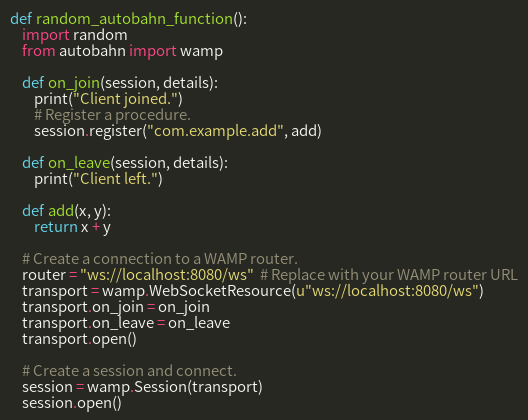 def random_autobahn_function():
    import random
    from autobahn import wamp

    def on_join(session, details):
        print("Client joined.")
        # Register a procedure.
        session.register("com.example.add", add)

    def on_leave(session, details):
        print("Client left.")

    def add(x, y):
        return x + y

    # Create a connection to a WAMP router.
    router = "ws://localhost:8080/ws"  # Replace with your WAMP router URL
    transport = wamp.WebSocketResource(u"ws://localhost:8080/ws")
    transport.on_join = on_join
    transport.on_leave = on_leave
    transport.open()

    # Create a session and connect.
    session = wamp.Session(transport)
    session.open()